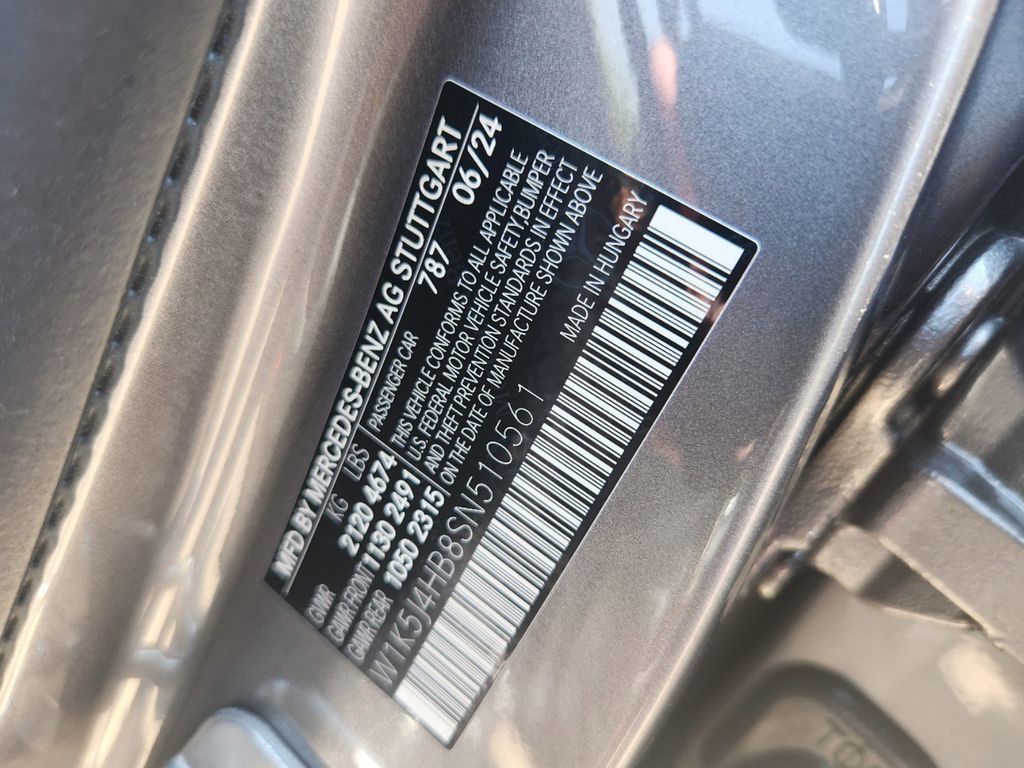 MFD BY MERCEDES-BENZ AG STUTTGART
787 06/24
KG LBS PASSENGER CAR
GVWR 2120 4674 THIS VEHICLE CONFORMS TO ALL APPLICABLE
GAWR FRONT 1130 2491 U.S. FEDERAL MOTOR VEHICLE SAFETY, BUMPER
GAWR REAR 1050 2315 AND THEFT PREVENTION STANDARDS IN EFFECT
ON THE DATE OF MANUFACTURE SHOWN ABOVE
W1K5J4HB8SN510561 MADE IN HUNGARY